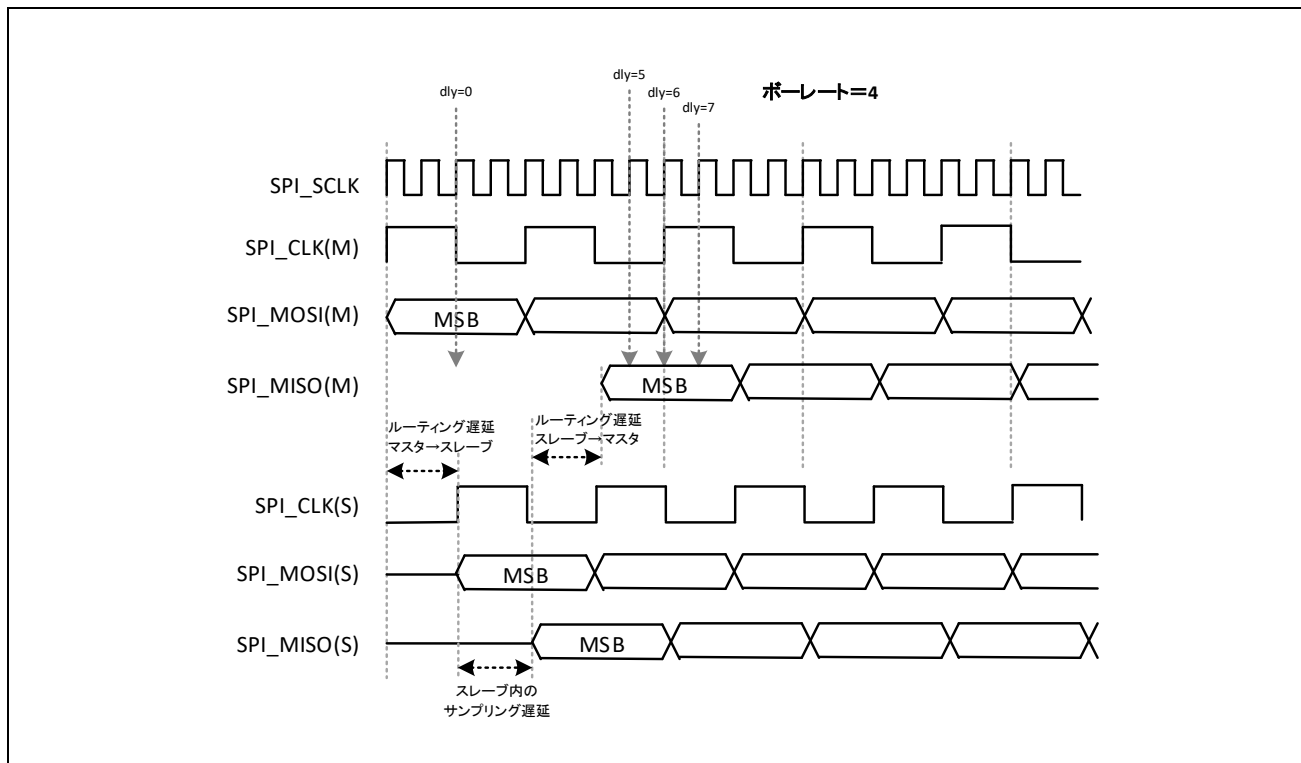 dly=5
dly=0
dly=6
ボーレート=4
dly=7
SPI_SCLK
SPI_CLK(M)
SPI_MOSI(M)
MSB
SPI_MISO(M)
MSB
ルーティング遅延
マスタ→スレーブ
ルーティング遅延
スレーブ→マスタ
SPI_CLK(S)
SPI_MOSI(S)
MSB
SPI_MISO(S)
MSB
スレーブ内の
サンプリング遅延